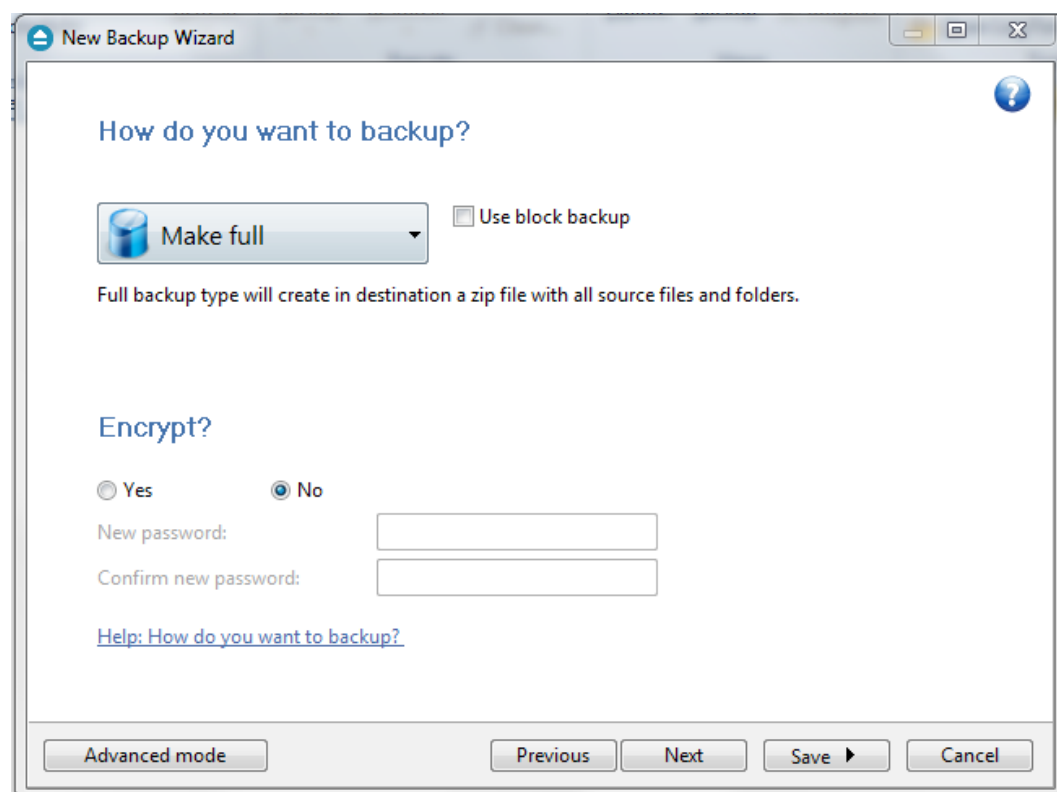 New Backup Wizard
How do you want to backup?
Make full
Use block backup
Full backup type will create in destination a zip file with all source files and folders.
Encrypt?
Yes No
New password:
Confirm new password:
Help: How do you want to backup?
Advanced mode Previous Next Save Cancel